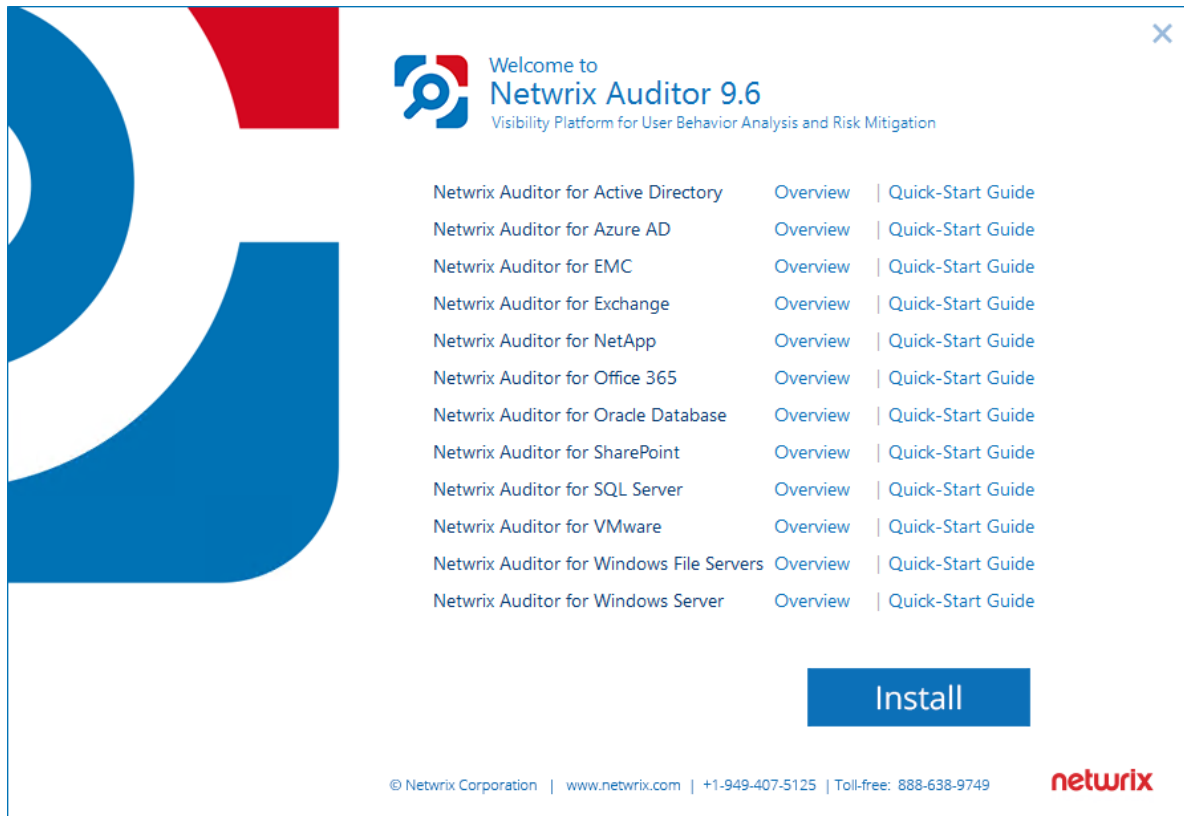 Welcome to
Netwrix Auditor 9.6
Visibility Platform for User Behavior Analysis and Risk Mitigation
Netwrix Auditor for Active Directory Overview | Quick-Start Guide
Netwrix Auditor for Azure AD Overview | Quick-Start Guide
Netwrix Auditor for EMC Overview | Quick-Start Guide
Netwrix Auditor for Exchange Overview | Quick-Start Guide
Netwrix Auditor for NetApp Overview | Quick-Start Guide
Netwrix Auditor for Office 365 Overview | Quick-Start Guide
Netwrix Auditor for Oracle Database Overview | Quick-Start Guide
Netwrix Auditor for SharePoint Overview | Quick-Start Guide
Netwrix Auditor for SQL Server Overview | Quick-Start Guide
Netwrix Auditor for VMware Overview | Quick-Start Guide
Netwrix Auditor for Windows File Servers Overview | Quick-Start Guide
Netwrix Auditor for Windows Server Overview | Quick-Start Guide
Install
© Netwrix Corporation | www.netwrix.com | +1-949-407-5125 | Toll-free: 888-638-9749 netwrix